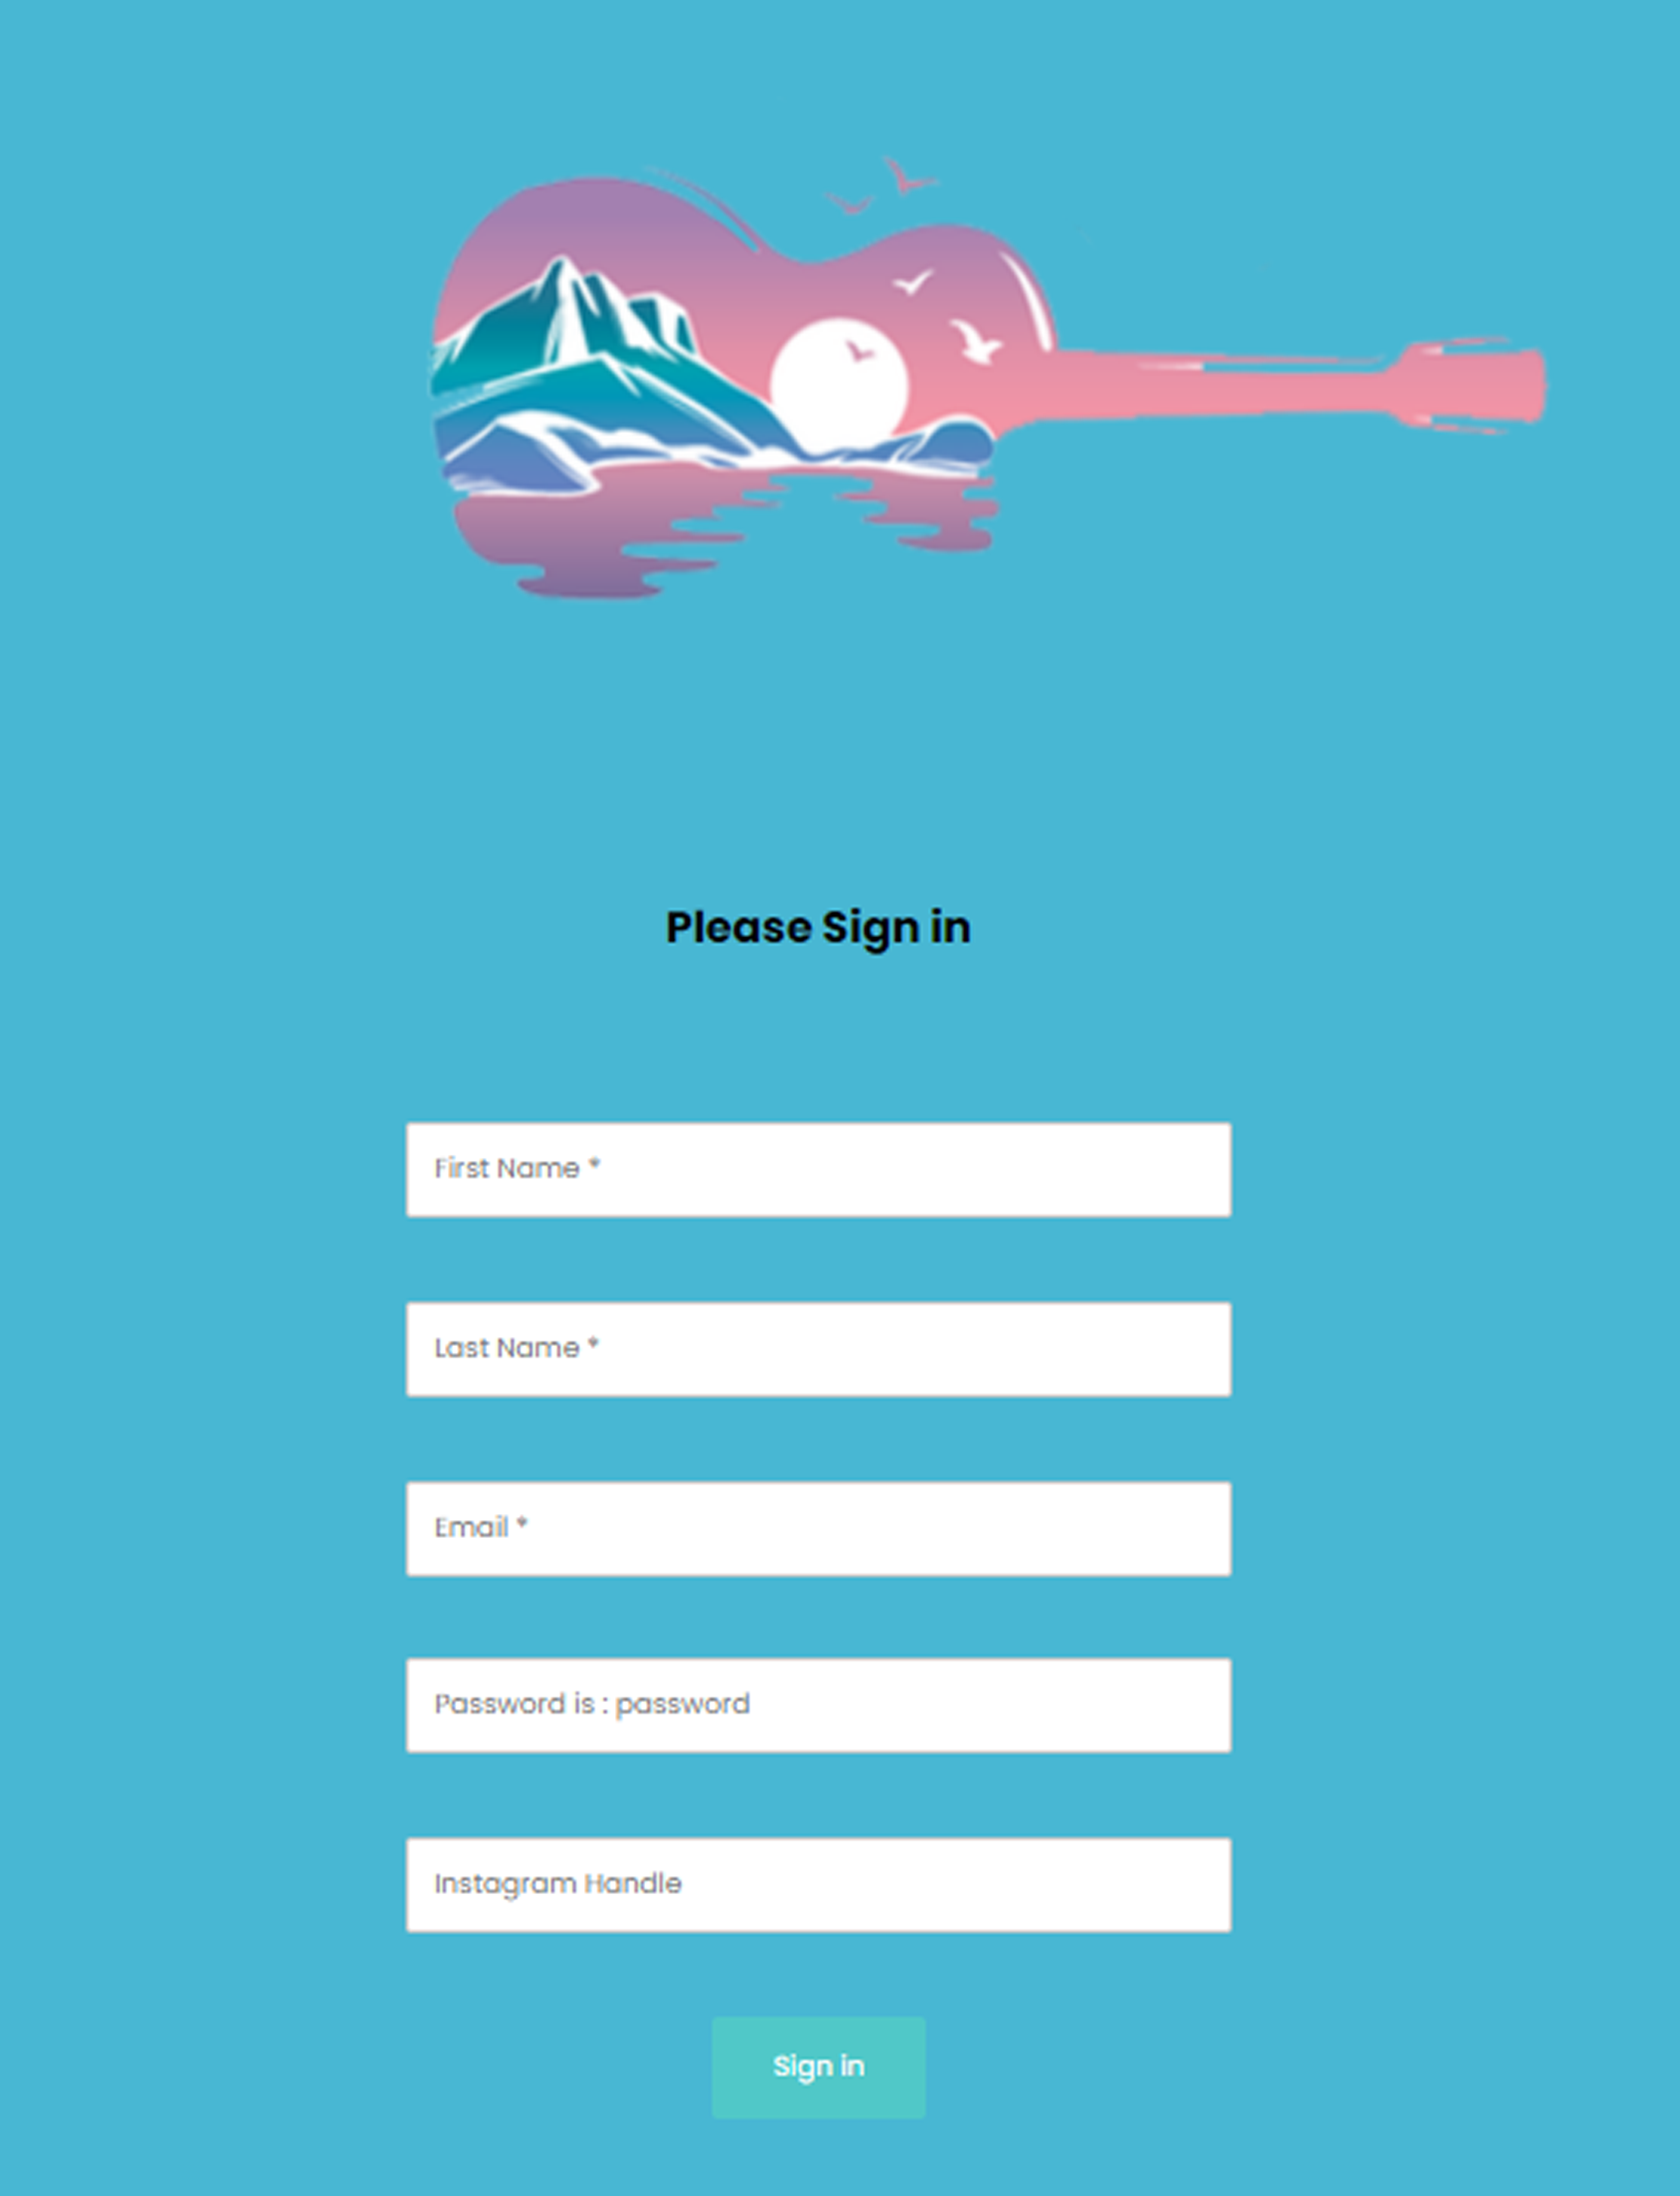 Please Sign in
First Name *
Last Name *
Email *
Password is : password
Instagram Handle
Sign in